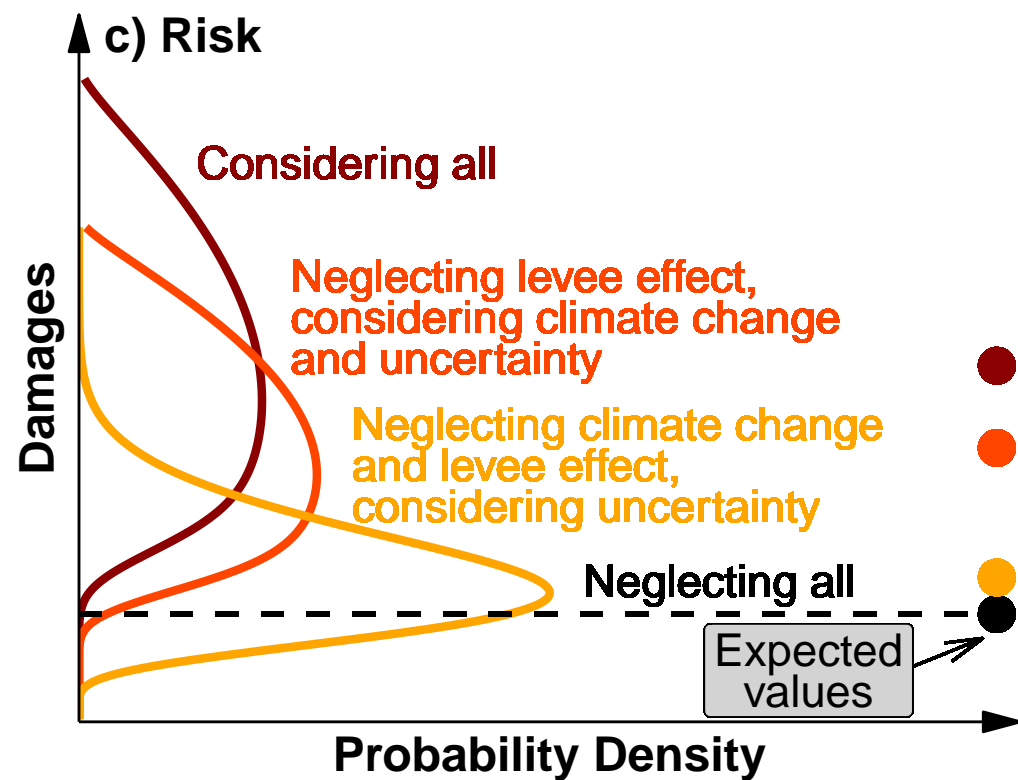 c) Risk
Considering all
Neglecting levee effect,
considering climate change
and uncertainty
Neglecting climate change
and levee effect,
considering uncertainty
Neglecting all
Expected
values
Damages
Probability Density